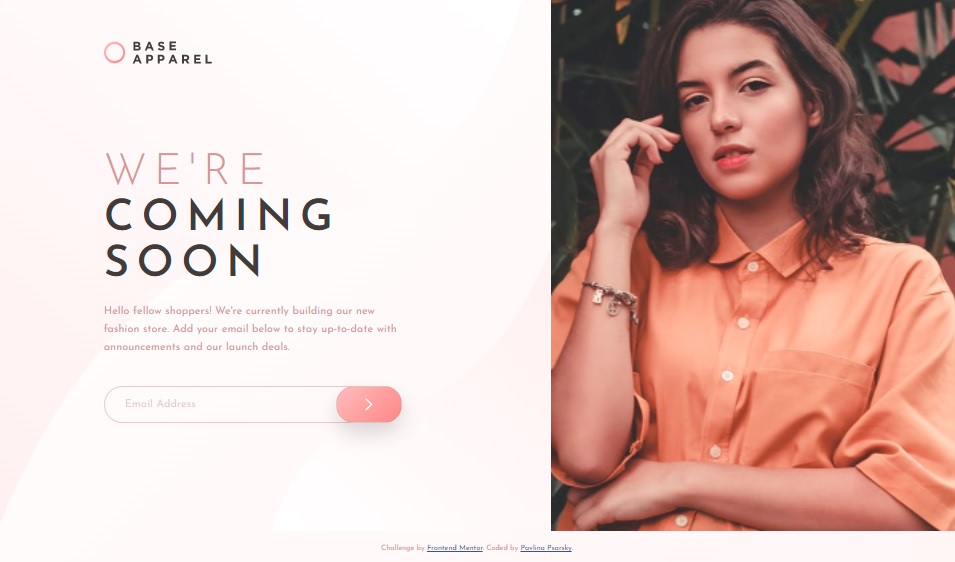 BASE
APPAREL
WE'RE
COMING
SOON
Hello fellow shoppers! We're currently building our new
fashion store. Add your email below to stay up-to-date with
announcements and our launch deals.
Email Address
Challenge by Frontend Mentor. Coded by Pavlina Psarsky.